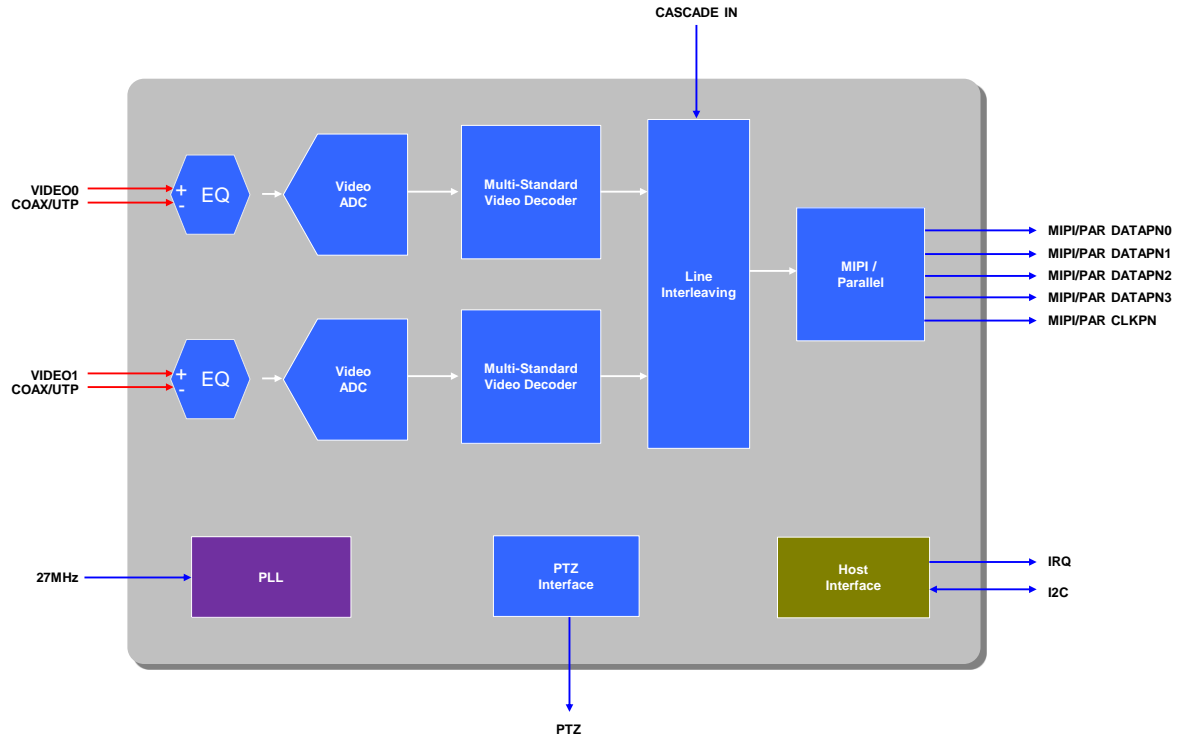 CASCADE IN
VIDEO0
COAX/UTP
+
-
EQ
Video
ADC
Multi-Standard
Video Decoder
Line
Interleaving
MIPI /
Parallel
MIPI/PAR DATAPN0
MIPI/PAR DATAPN1
MIPI/PAR DATAPN2
MIPI/PAR DATAPN3
MIPI/PAR CLKPN
VIDEO1
COAX/UTP
+
-
EQ
Video
ADC
Multi-Standard
Video Decoder
27MHz
PLL
PTZ
Interface
Host
Interface
IRQ
I2C
PTZ